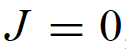 J = 0,